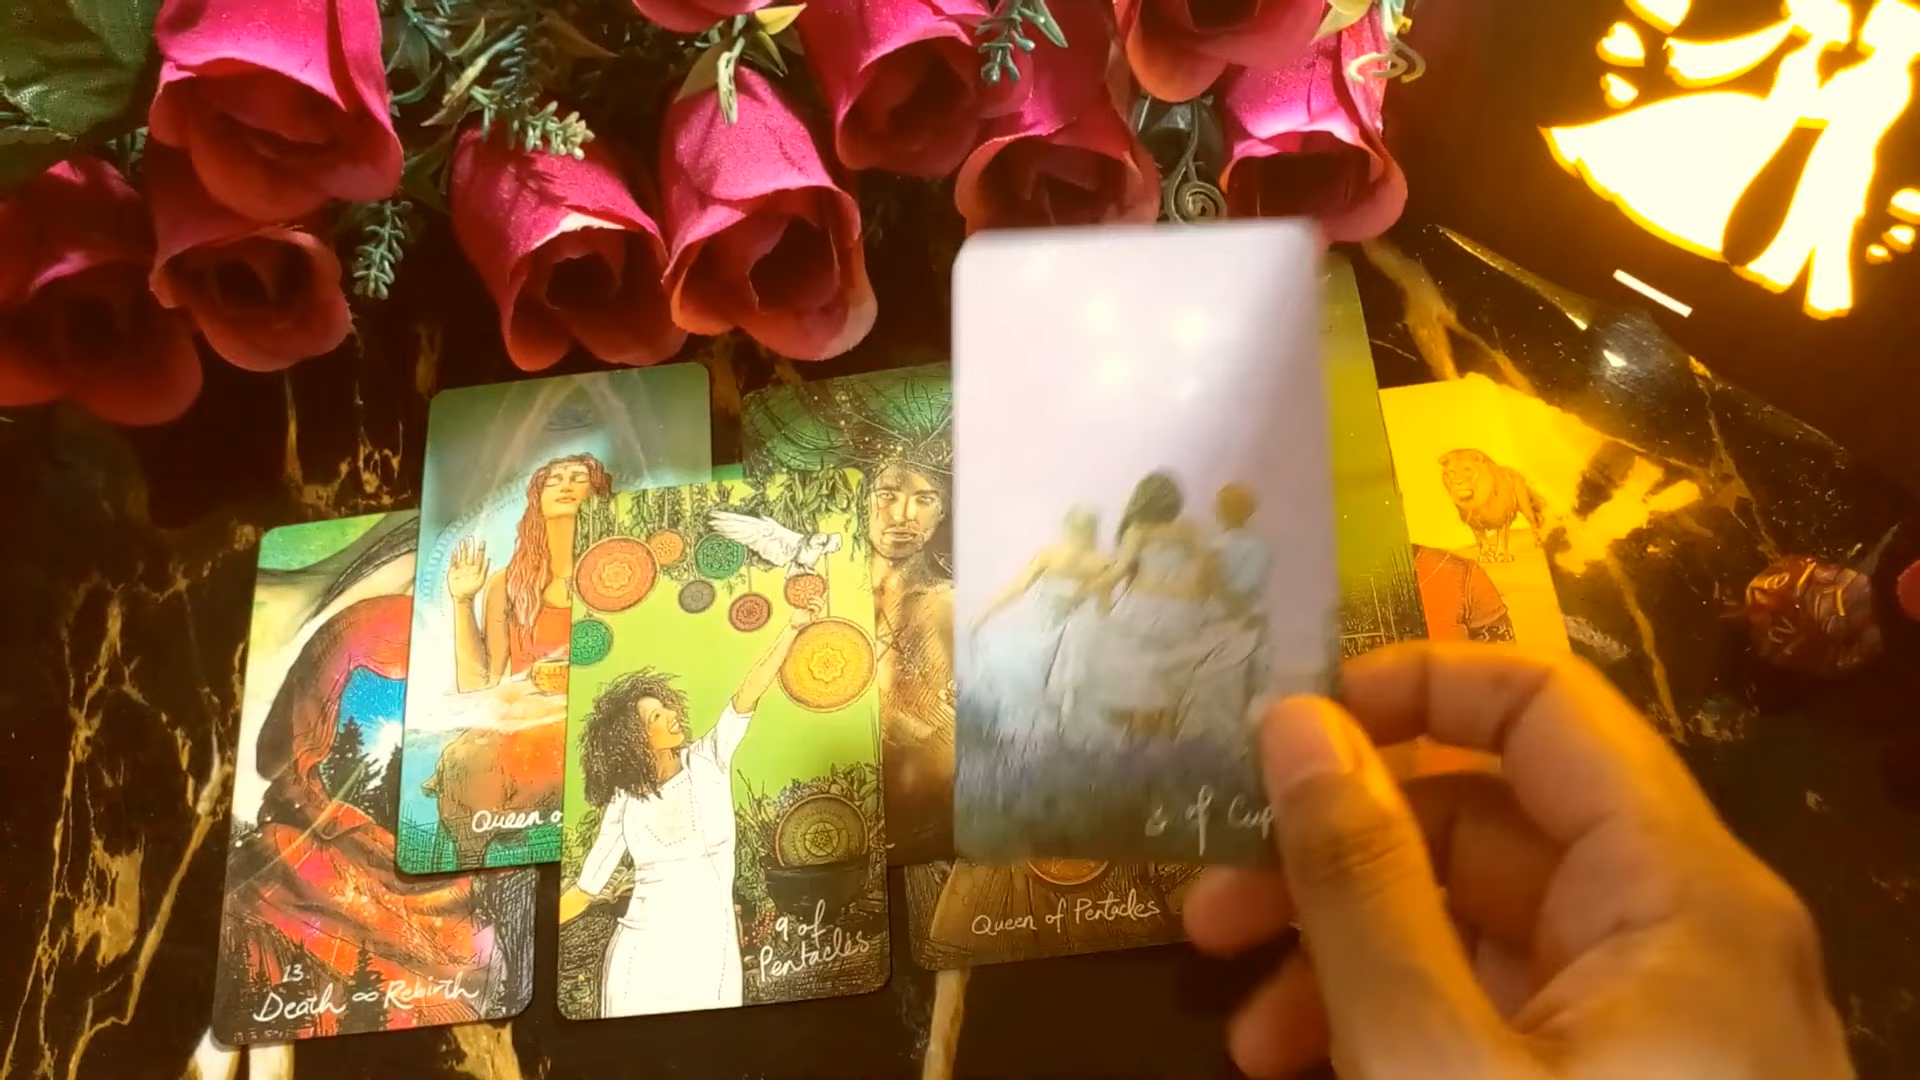 13.
Death ∞ Rebirth
Queen o
9 of
Pentacles
of Cup
Queen of Pentacles